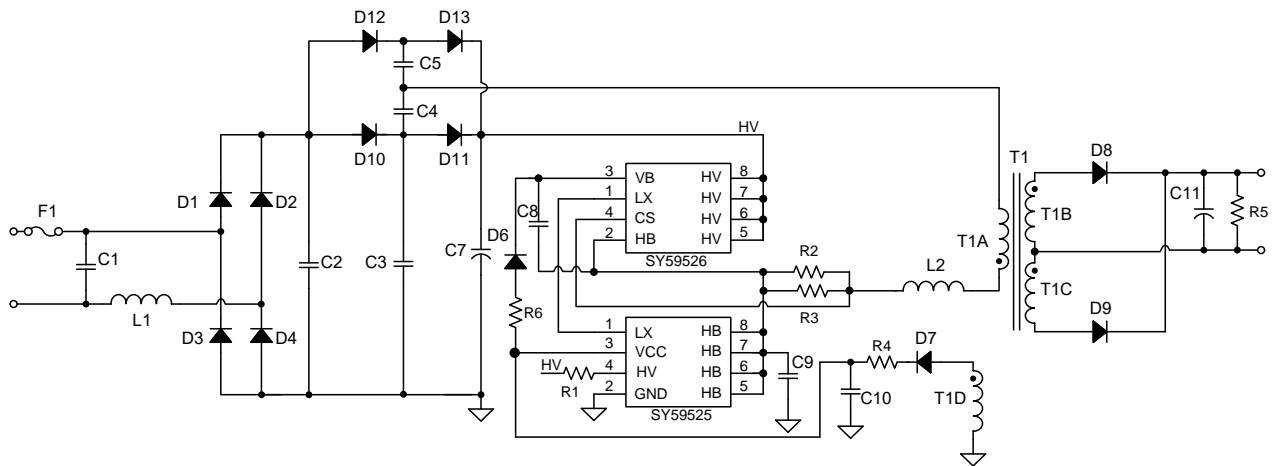 D12 D13
C5
C4
HV
D10 D11
T1 D8
D1 D2
3 VB HV 8
1 LX HV 7
4 CS HV 6
2 HB HV 5
SY59526
C8
D6
F1
C11
R5
T1B
T1A
C1
C2
C3
C7
R2
L2
R3
L1
T1C
D9
D3 D4
R6
1 LX HB 8
3 VCC HB 7
4 HV HB 6
2 GND HB 5
SY59525
HV
R1
C9
R4 D7
C10
T1D